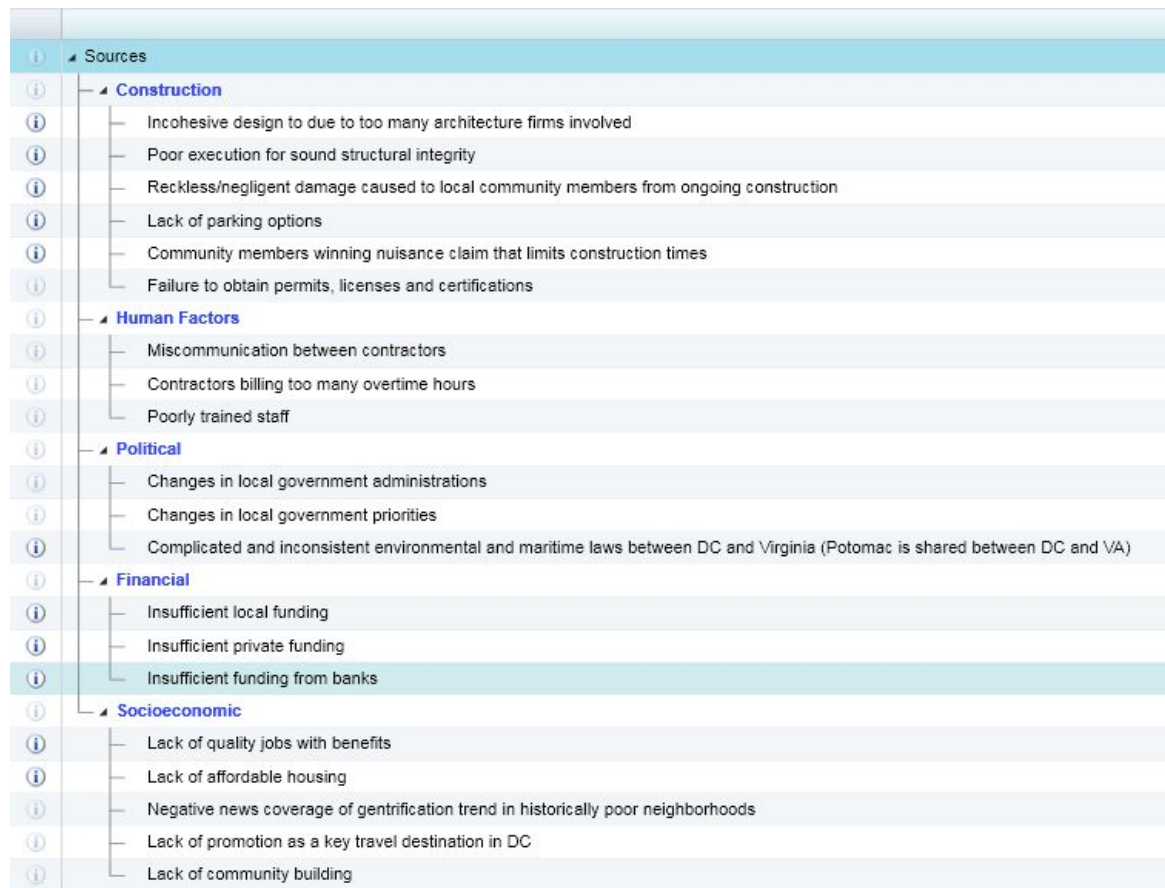 Sources
Construction
Incohesive design to due to too many architecture firms involved
Poor execution for sound structural integrity
Reckless/negligent damage caused to local community members from ongoing construction
Lack of parking options
Community members winning nuisance claim that limits construction times
Failure to obtain permits, licenses and certifications
Human Factors
Miscommunication between contractors
Contractors billing too many overtime hours
Poorly trained staff
Political
Changes in local government administrations
Changes in local government priorities
Complicated and inconsistent environmental and maritime laws between DC and Virginia (Potomac is shared between DC and VA)
Financial
Insufficient local funding
Insufficient private funding
Insufficient funding from banks
Socioeconomic
Lack of quality jobs with benefits
Lack of affordable housing
Negative news coverage of gentrification trend in historically poor neighborhoods
Lack of promotion as a key travel destination in DC
Lack of community building